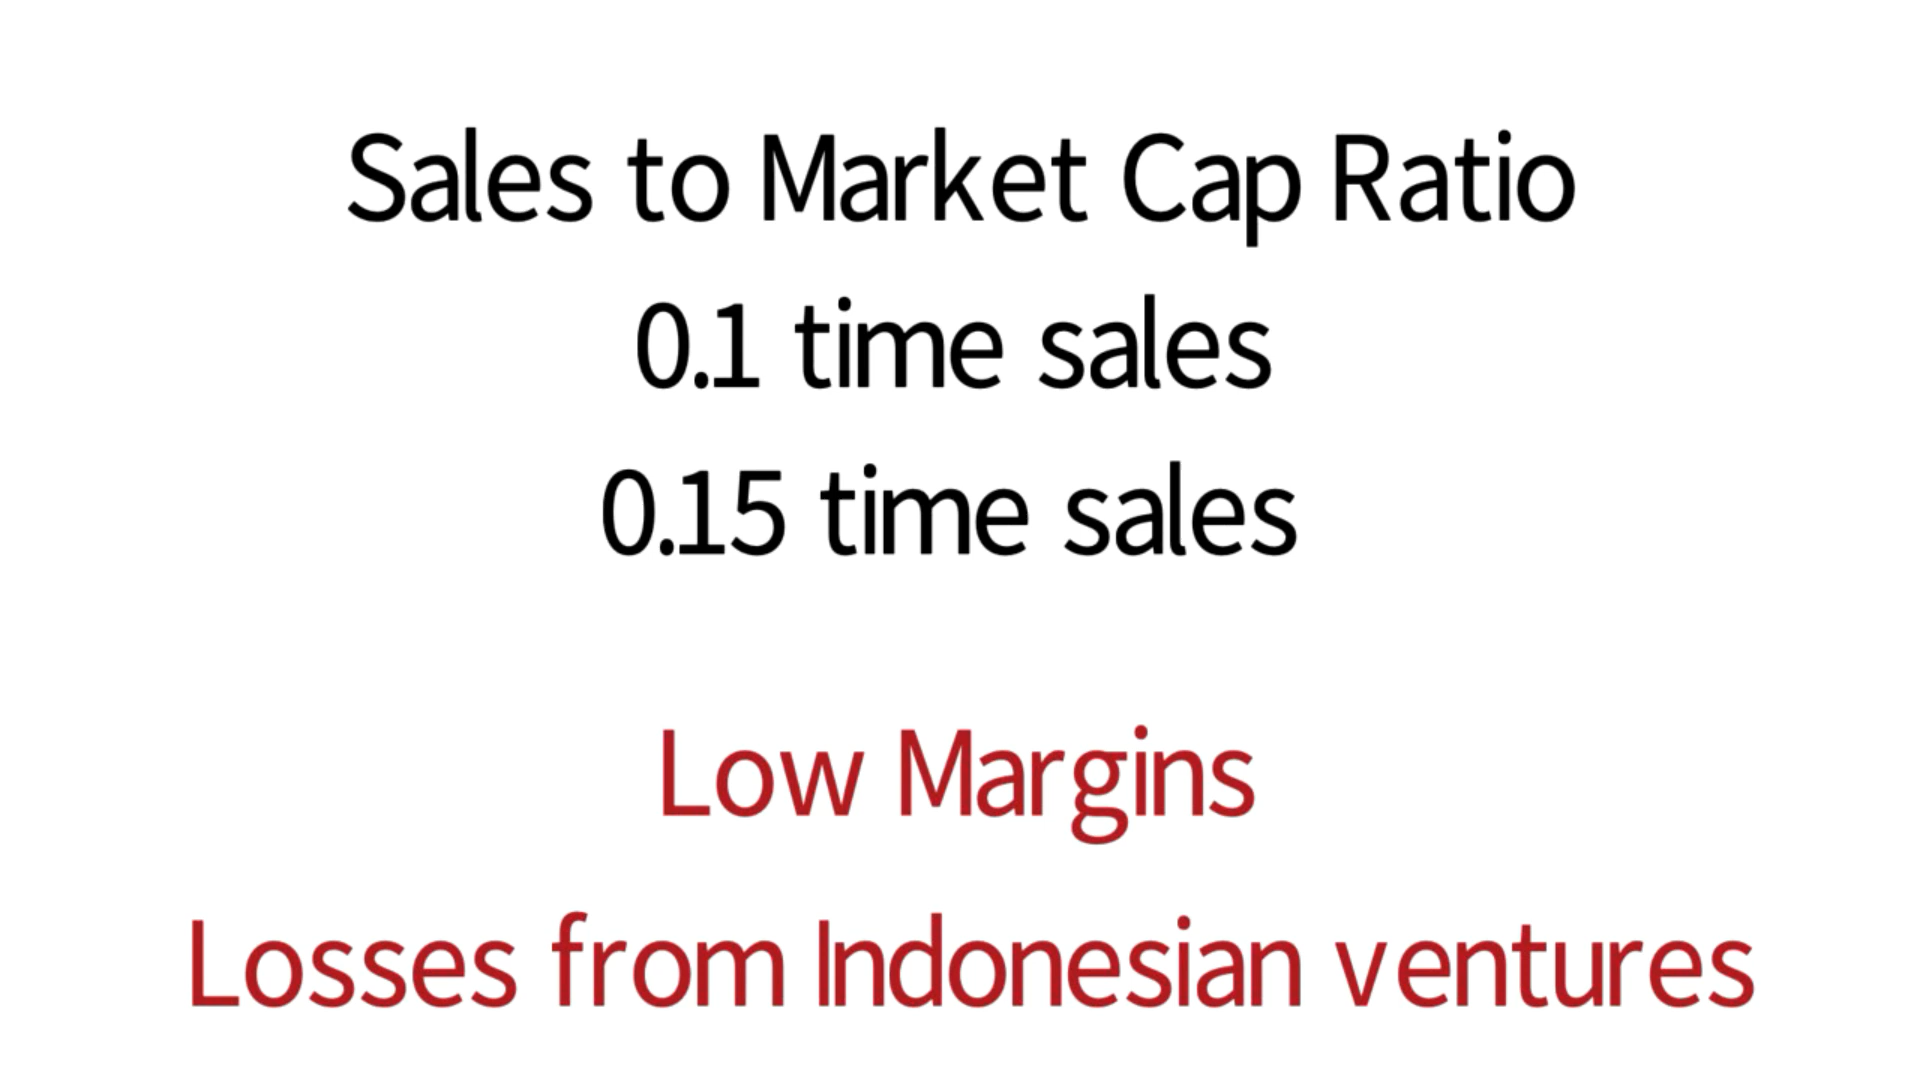 Sales to Market Cap Ratio
0.1 time sales
0.15 time sales
Low Margins
Losses from Indonesian ventures